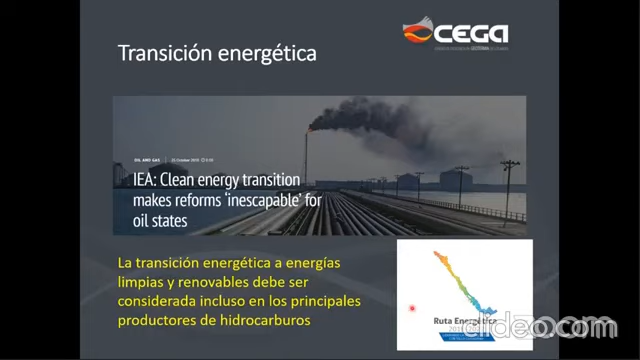 CEGA
Transición energética
OIL AND GAS
IEA: Clean energy transition
makes reforms 'inescapable' for
oil states
La transición energética a energías
limpias y renovables debe ser
considerada incluso en los principales
productores de hidrocarburos
Ruta Energética
clideo.com